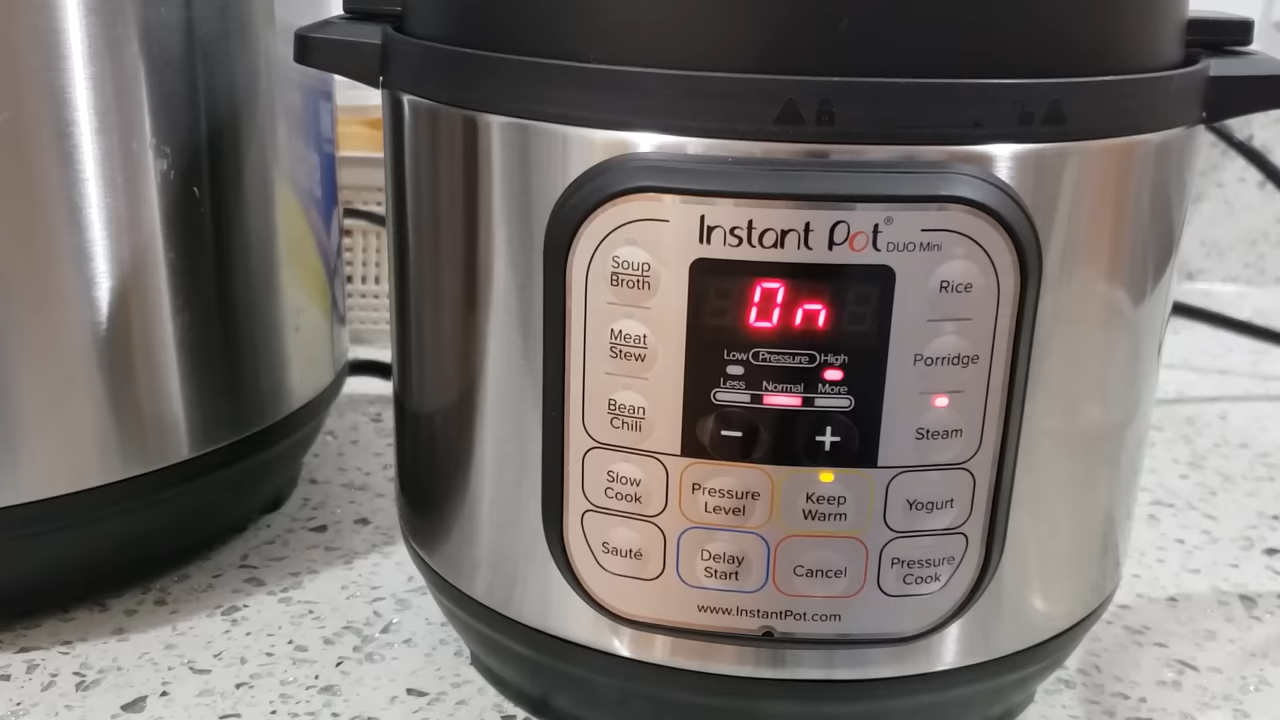 Instant Pot® DUO Mini
Soup
Broth
Meat
Stew
Bean
Chili
On
Low Pressure High
Less Normal More
− +
Rice
Porridge
Steam
Slow
Cook
Pressure
Level
Keep
Warm
Yogurt
Sauté
Delay
Start
Cancel
Pressure
Cook
www.InstantPot.com